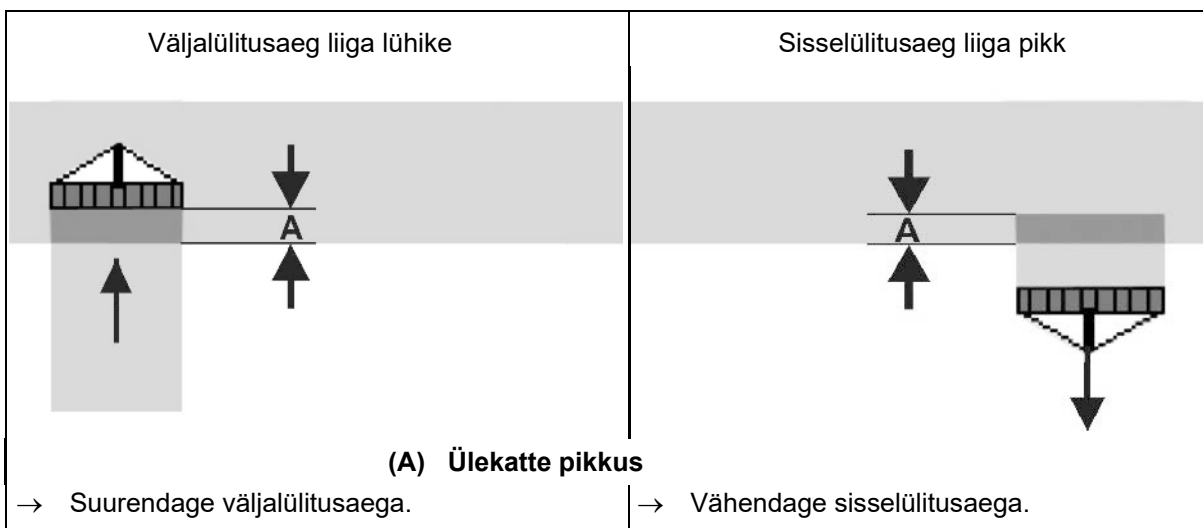 Väljalülitusaeg liiga lühike
Sisselülitusaeg liiga pikk
A
A
(A) Ülekatte pikkus
→ Suurendage väljalülitusaega.
→ Vähendage sisselülitusaega.